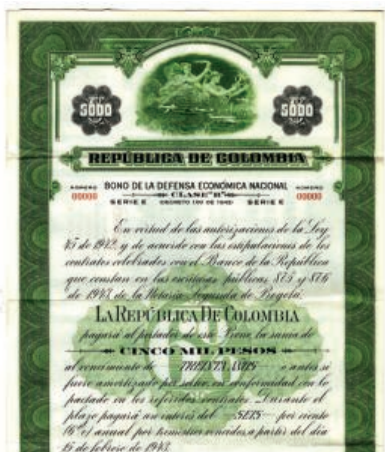 5000 5000
REPÚBLICA DE COLOMBIA
NUMERO BONO DE LA DEFENSA ECONÓMICA NACIONAL NUMERO
00000 CLASE "B" 00000
SERIE E DECRETO DE 1943 SERIE E
En virtud de las autorizaciones de la Ley
45 de 1942, y de acuerdo con las estipulaciones de los
contratos celebrados con el Banco de la República
que constan en las escrituras públicas 875 y 876
de 1943, de la Notaría Segunda de Bogotá:
LA REPÚBLICA DE COLOMBIA
pagará al portador de este Bono, la suma de
CINCO MIL PESOS
al vencimiento de TREINTA AÑOS o antes si
fuere amortizado por sorteo, en conformidad con lo
pactado en los referidos contratos. Durante el
plazo pagará un interés del SEIS por ciento
(6%) anual por trimestres vencidos, a partir del día
15 de febrero de 1943.